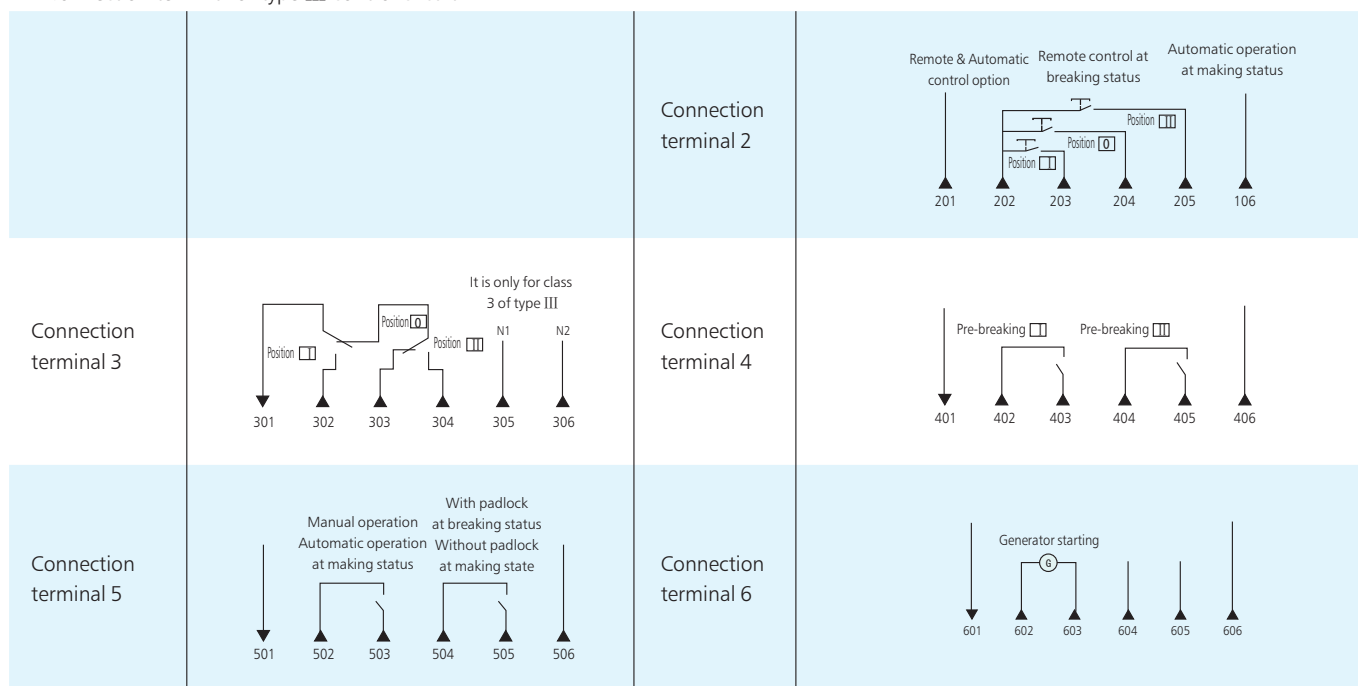 Connection
terminal 2
Remote & Automatic
control option
Remote control at
breaking status
Automatic operation
at making status
Position II
Position 0
Position I
201 202 203 204 205 106
Connection
terminal 3
It is only for class
3 of type III
Position 0
Position II
Position I
N1 N2
301 302 303 304 305 306
Connection
terminal 4
Pre-breaking I
Pre-breaking II
401 402 403 404 405 406
Connection
terminal 5
Manual operation
Automatic operation
at making status
With padlock
at breaking status
Without padlock
at making state
501 502 503 504 505 506
Connection
terminal 6
Generator starting
G
601 602 603 604 605 606